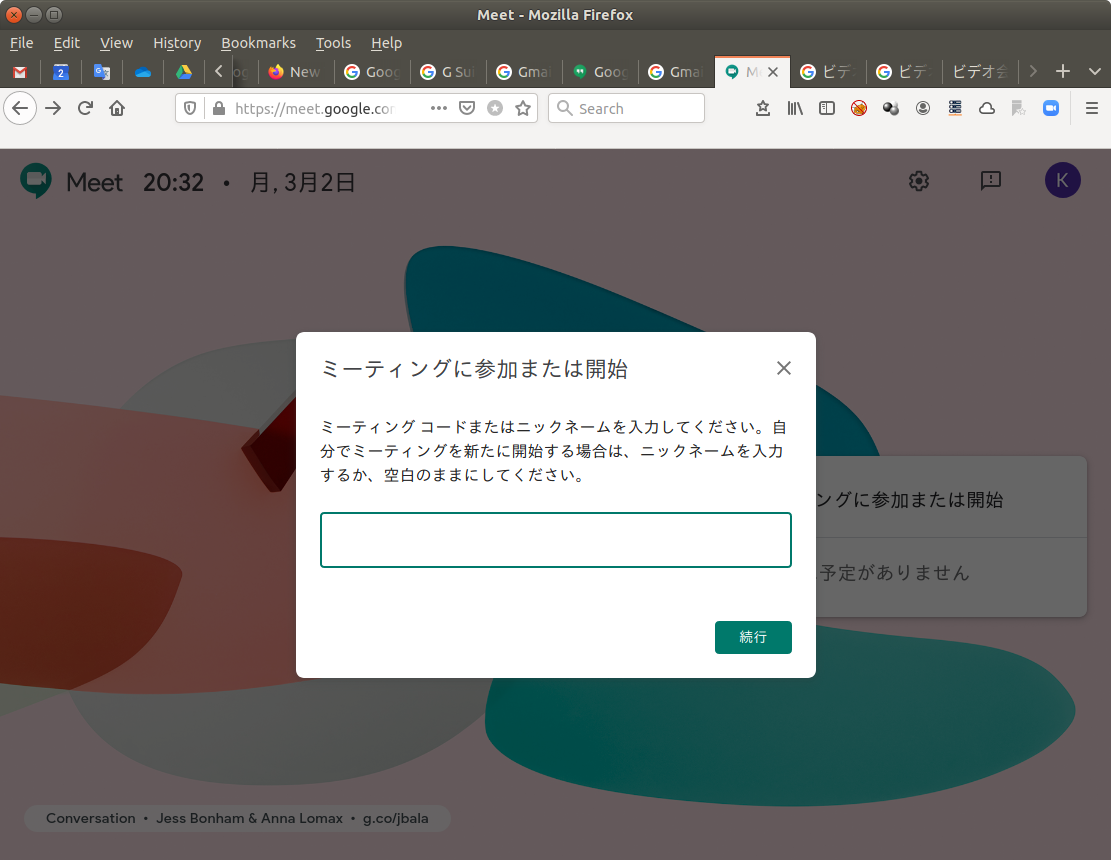 Meet - Mozilla Firefox
File Edit View History Bookmarks Tools Help
2 New Goog G Su Gmai Goog Gma M ビデ ビデ ビデオ会
https://meet.google.co Search
Meet 20:32 • 月, 3月2日 K
ミーティングに参加または開始
ミーティング コードまたはニックネームを入力してください。自
分でミーティングを新たに開始する場合は、ニックネームを入力
するか、空白のままにしてください。
ングに参加または開始
予定がありません
続行
Conversation • Jess Bonham & Anna Lomax • g.co/jbala